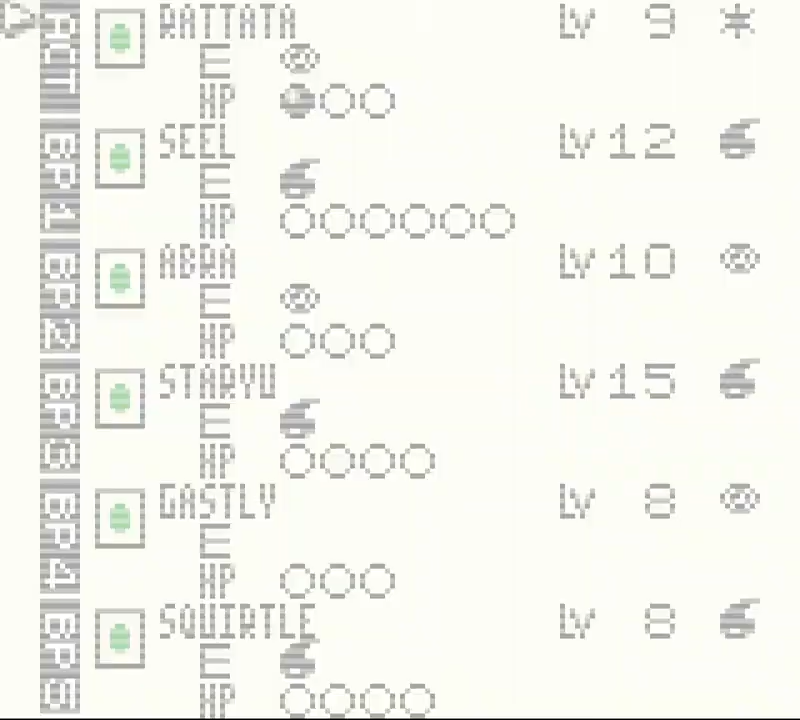 ACT
RATTATA Lv 9
E
HP
BP1
SEEL Lv12
E
HP
BP2
ABRA Lv10
E
HP
BP3
STARYU Lv15
E
HP
BP4
GASTLY Lv 8
E
HP
BP5
SQUIRTLE Lv 8
E
HP